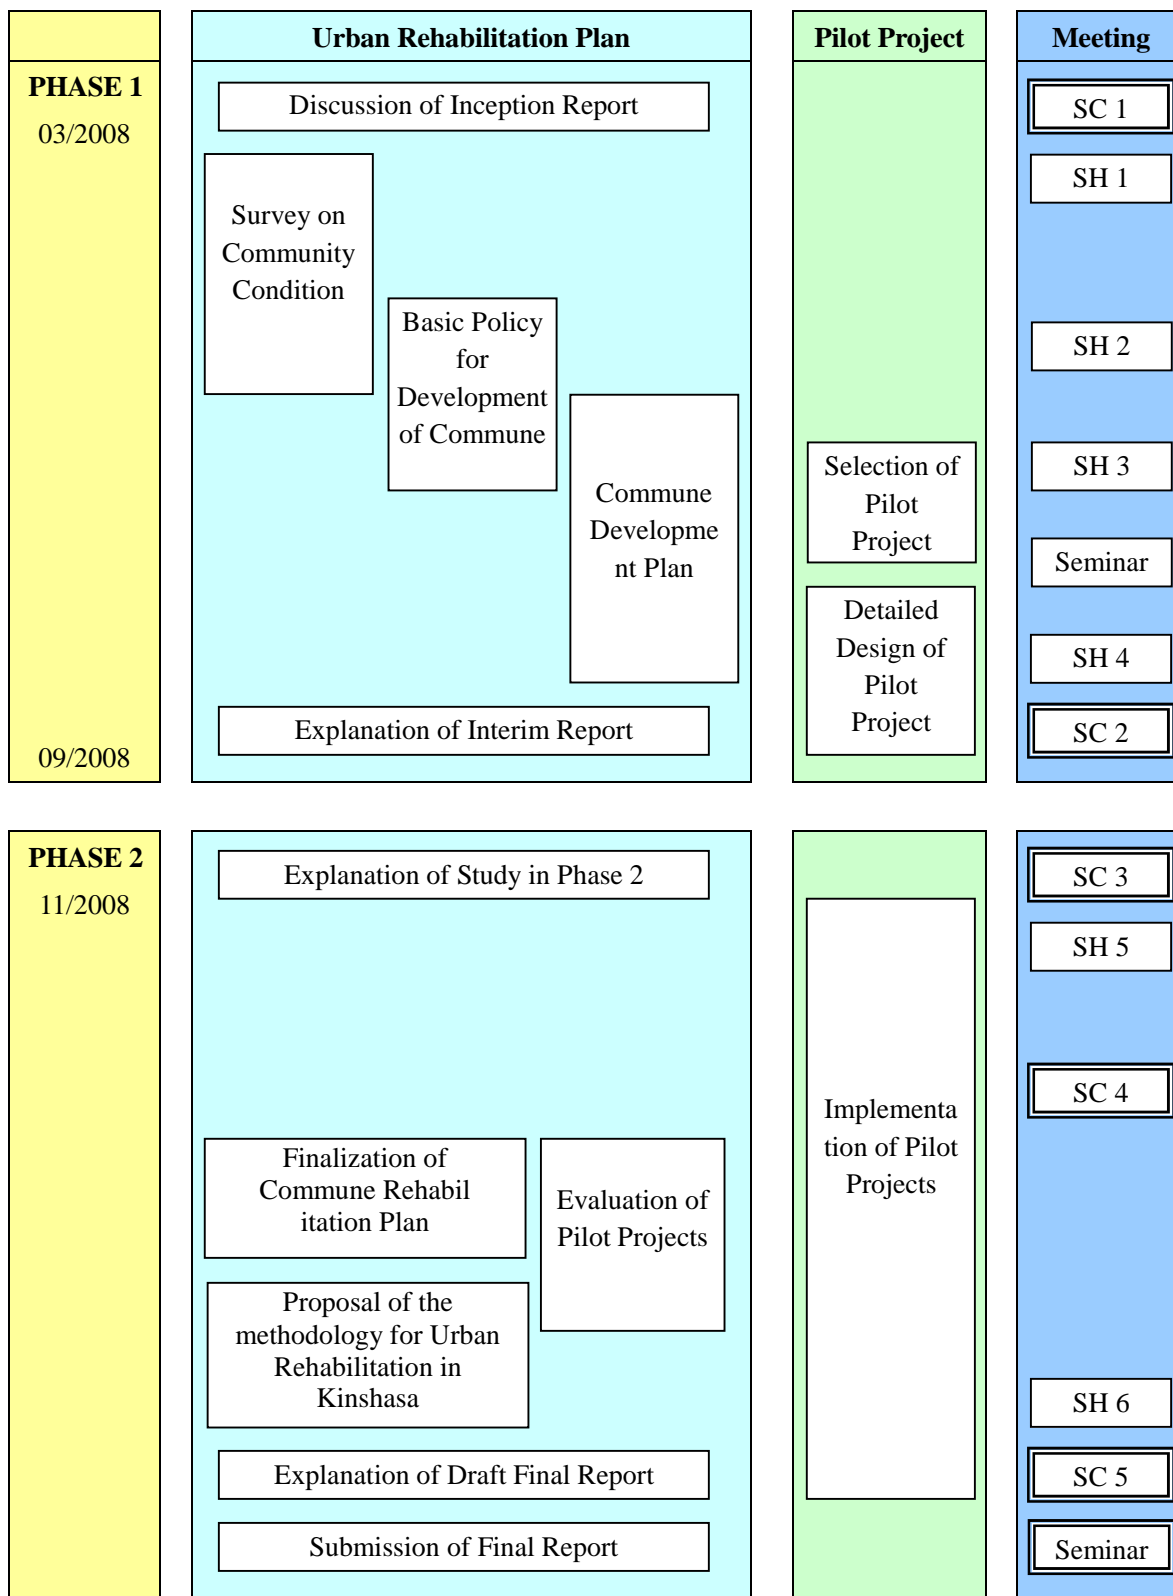 Urban Rehabilitation Plan
Pilot Project
Meeting
PHASE 1
03/2008
Discussion of Inception Report
SC 1
SH 1
Survey on
Community
Condition
Basic Policy
for
Development
of Commune
SH 2
Commune
Developme
nt Plan
Selection of
Pilot
Project
SH 3
Seminar
Detailed
Design of
Pilot
Project
SH 4
Explanation of Interim Report
SC 2
09/2008
PHASE 2
11/2008
Explanation of Study in Phase 2
SC 3
SH 5
SC 4
Implementa
tion of Pilot
Projects
Finalization of
Commune Rehabil
itation Plan
Evaluation of
Pilot Projects
Proposal of the
methodology for Urban
Rehabilitation in
Kinshasa
SH 6
Explanation of Draft Final Report
SC 5
Submission of Final Report
Seminar